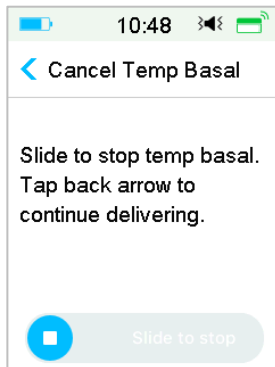 10:48
Cancel Temp Basal
Slide to stop temp basal.
Tap back arrow to
continue delivering.
Slide to stop